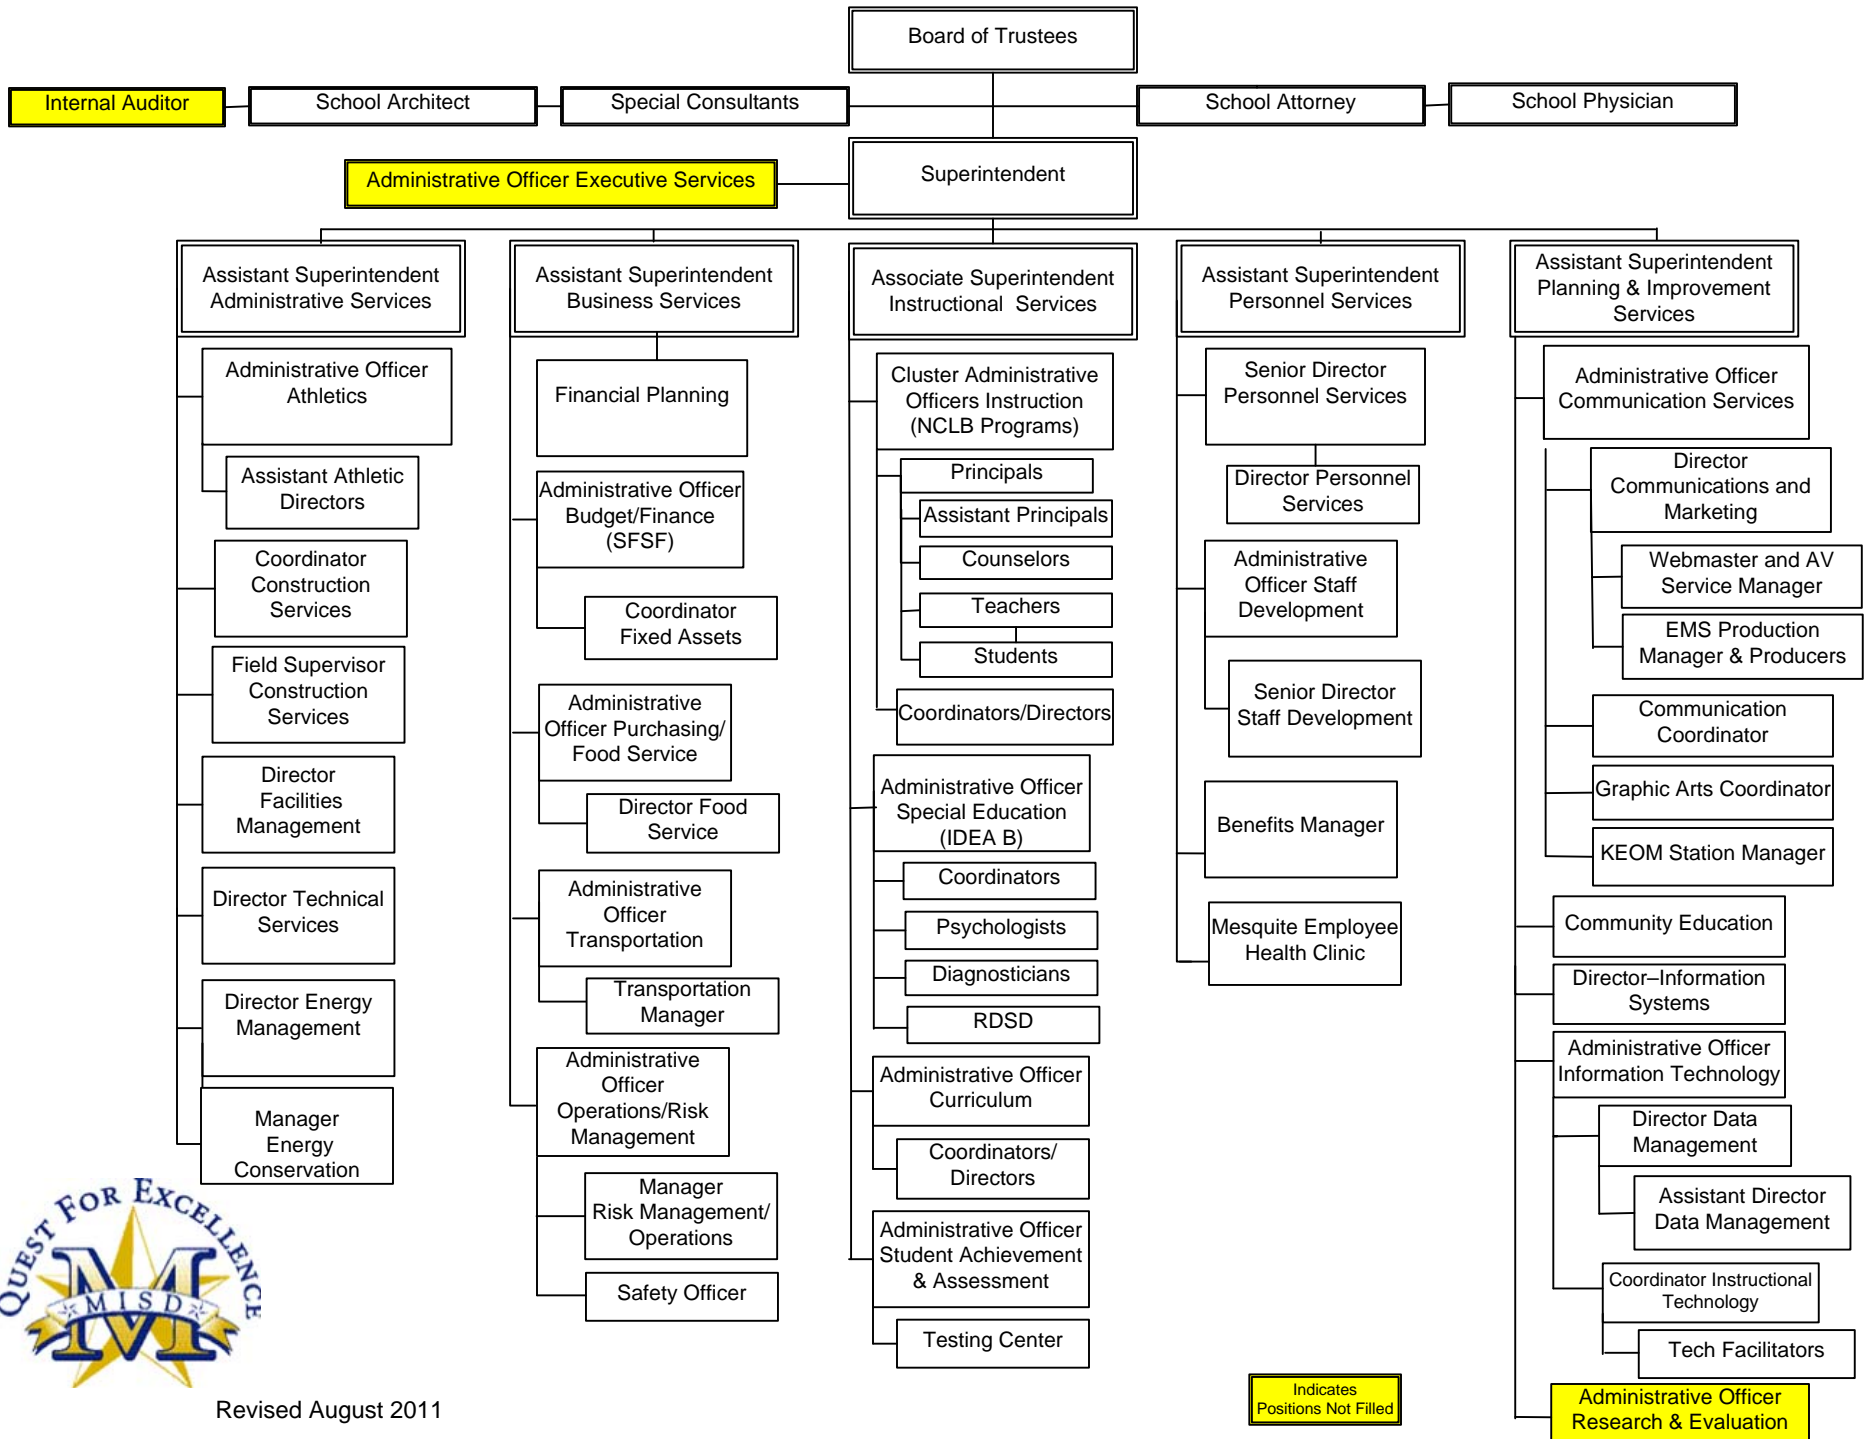 Board of Trustees
Internal Auditor
School Architect
Special Consultants
School Attorney
School Physician
Administrative Officer Executive Services
Superintendent
Assistant Superintendent
Administrative Services
Administrative Officer
Athletics
Assistant Athletic
Directors
Coordinator
Construction
Services
Field Supervisor
Construction
Services
Director
Facilities
Management
Director Technical
Services
Director Energy
Management
Manager
Energy
Conservation
Assistant Superintendent
Business Services
Financial Planning
Administrative Officer
Budget/Finance
(SFSF)
Coordinator
Fixed Assets
Administrative
Officer Purchasing/
Food Service
Director Food
Service
Administrative
Officer
Transportation
Transportation
Manager
Administrative
Officer
Operations/Risk
Management
Manager
Risk Management/
Operations
Safety Officer
Associate Superintendent
Instructional Services
Cluster Administrative
Officers Instruction
(NCLB Programs)
Principals
Assistant Principals
Counselors
Teachers
Students
Coordinators/Directors
Administrative Officer
Special Education
(IDEA B)
Coordinators
Psychologists
Diagnosticians
RDSD
Administrative Officer
Curriculum
Coordinators/
Directors
Administrative Officer
Student Achievement
& Assessment
Testing Center
Assistant Superintendent
Personnel Services
Senior Director
Personnel Services
Director Personnel
Services
Administrative
Officer Staff
Development
Senior Director
Staff Development
Benefits Manager
Mesquite Employee
Health Clinic
Assistant Superintendent
Planning & Improvement
Services
Administrative Officer
Communication Services
Director
Communications and
Marketing
Webmaster and AV
Service Manager
EMS Production
Manager & Producers
Communication
Coordinator
Graphic Arts Coordinator
KEOM Station Manager
Community Education
Director–Information
Systems
Administrative Officer
Information Technology
Director Data
Management
Assistant Director
Data Management
Coordinator Instructional
Technology
Tech Facilitators
Administrative Officer
Research & Evaluation
QUEST FOR EXCELLENCE
M
MISD
Revised August 2011
Indicates
Positions Not Filled